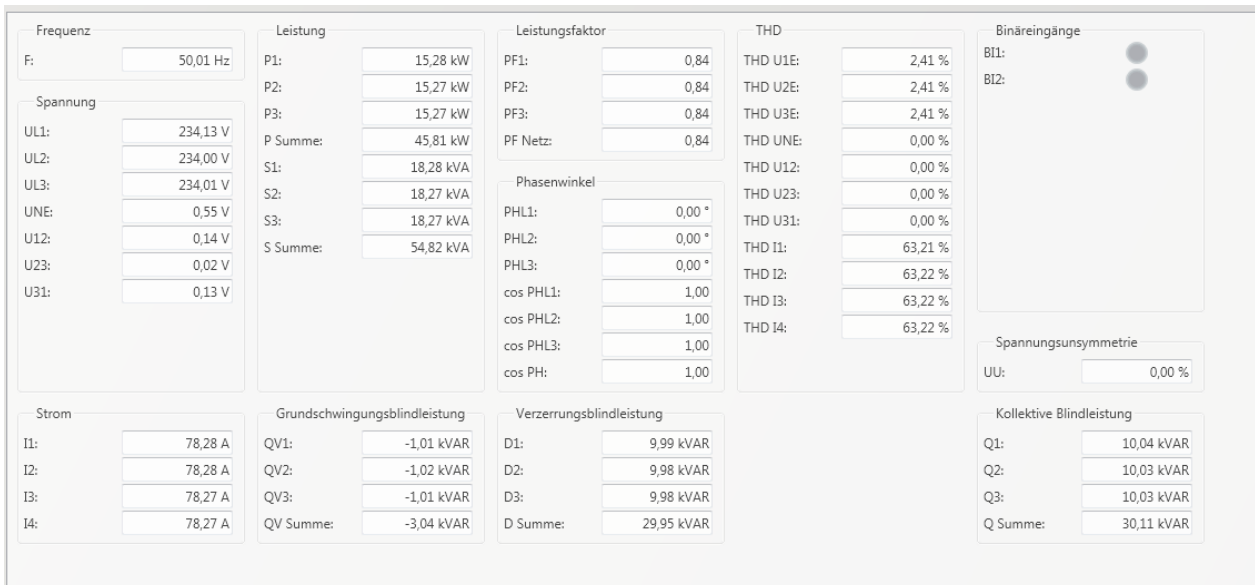 Frequenz
F: 50,01 Hz
Spannung
UL1: 234,13 V
UL2: 234,00 V
UL3: 234,01 V
UNE: 0,55 V
U12: 0,14 V
U23: 0,02 V
U31: 0,13 V
Leistung
P1: 15,28 kW
P2: 15,27 kW
P3: 15,27 kW
P Summe: 45,81 kW
S1: 18,28 kVA
S2: 18,27 kVA
S3: 18,27 kVA
S Summe: 54,82 kVA
Leistungsfaktor
PF1: 0,84
PF2: 0,84
PF3: 0,84
PF Netz: 0,84
Phasenwinkel
PHL1: 0,00 °
PHL2: 0,00 °
PHL3: 0,00 °
cos PHL1: 1,00
cos PHL2: 1,00
cos PHL3: 1,00
cos PH: 1,00
THD
THD U1E: 2,41 %
THD U2E: 2,41 %
THD U3E: 2,41 %
THD UNE: 0,00 %
THD U12: 0,00 %
THD U23: 0,00 %
THD U31: 0,00 %
THD I1: 63,21 %
THD I2: 63,22 %
THD I3: 63,22 %
THD I4: 63,22 %
Binäreingänge
BI1:
BI2:
Spannungsunsymmetrie
UU: 0,00 %
Strom
I1: 78,28 A
I2: 78,28 A
I3: 78,27 A
I4: 78,27 A
Grundschwingungsblindleistung
QV1: -1,01 kVAR
QV2: -1,02 kVAR
QV3: -1,01 kVAR
QV Summe: -3,04 kVAR
Verzerrungsblindleistung
D1: 9,99 kVAR
D2: 9,98 kVAR
D3: 9,98 kVAR
D Summe: 29,95 kVAR
Kollektive Blindleistung
Q1: 10,04 kVAR
Q2: 10,03 kVAR
Q3: 10,03 kVAR
Q Summe: 30,11 kVAR